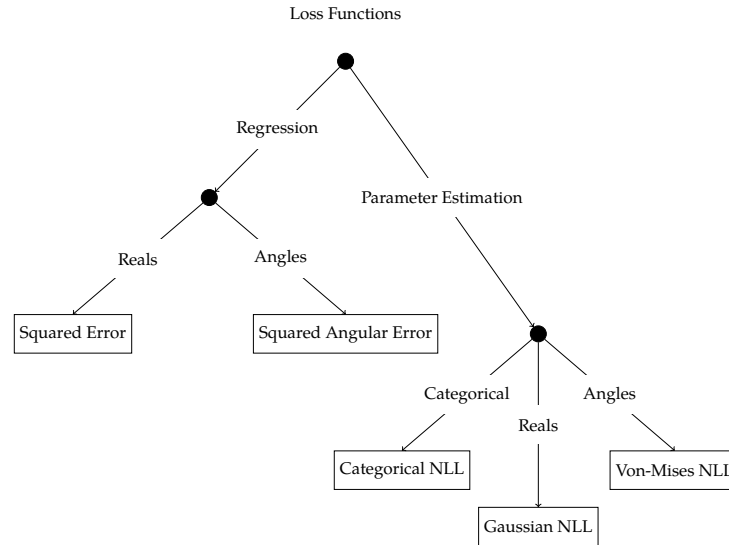 Loss Functions
Regression
Parameter Estimation
Reals
Angles
Squared Error
Squared Angular Error
Categorical
Reals
Angles
Categorical NLL
Gaussian NLL
Von-Mises NLL